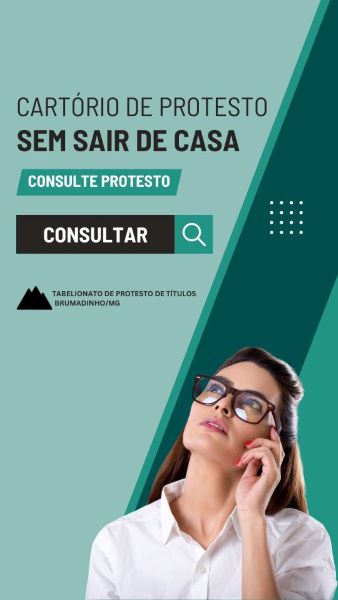 CARTÓRIO DE PROTESTO
SEM SAIR DE CASA
CONSULTE PROTESTO
CONSULTAR
TABELIONATO DE PROTESTO DE TÍTULOS
BRUMADINHO/MG